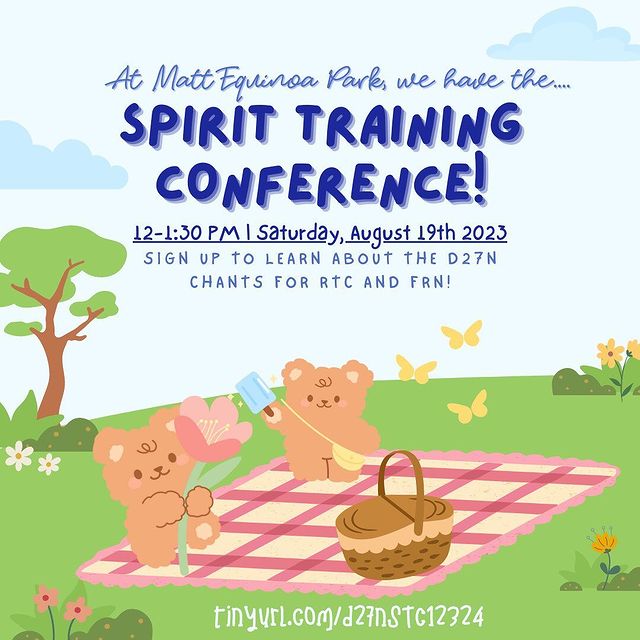 At Matt Equinoa Park, we have the....
SPIRIT TRAINING
CONFERENCE!
12-1:30 PM | Saturday, August 19th 2023
SIGN UP TO LEARN ABOUT THE D27N
CHANTS FOR RTC AND FRN!
tinyurl.com/d27nSTC12324